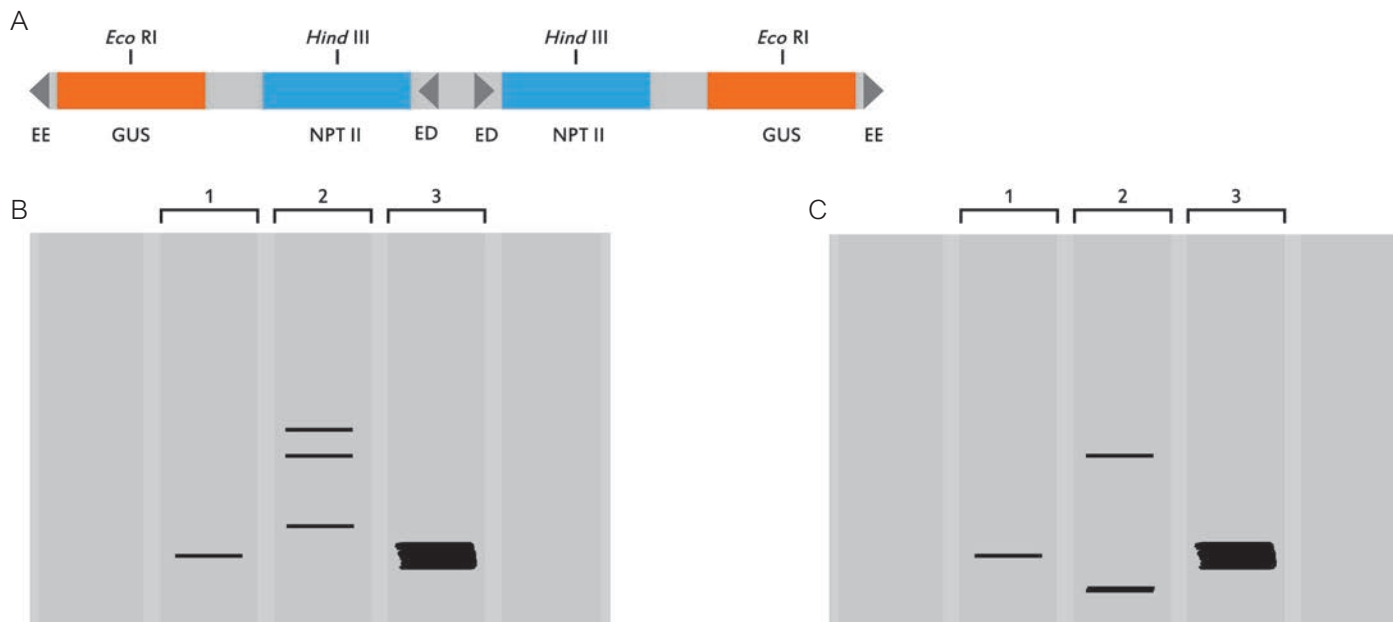 A
Eco RI Hind III Hind III Eco RI
EE GUS NPT II ED ED NPT II GUS EE
B 1 2 3
C 1 2 3